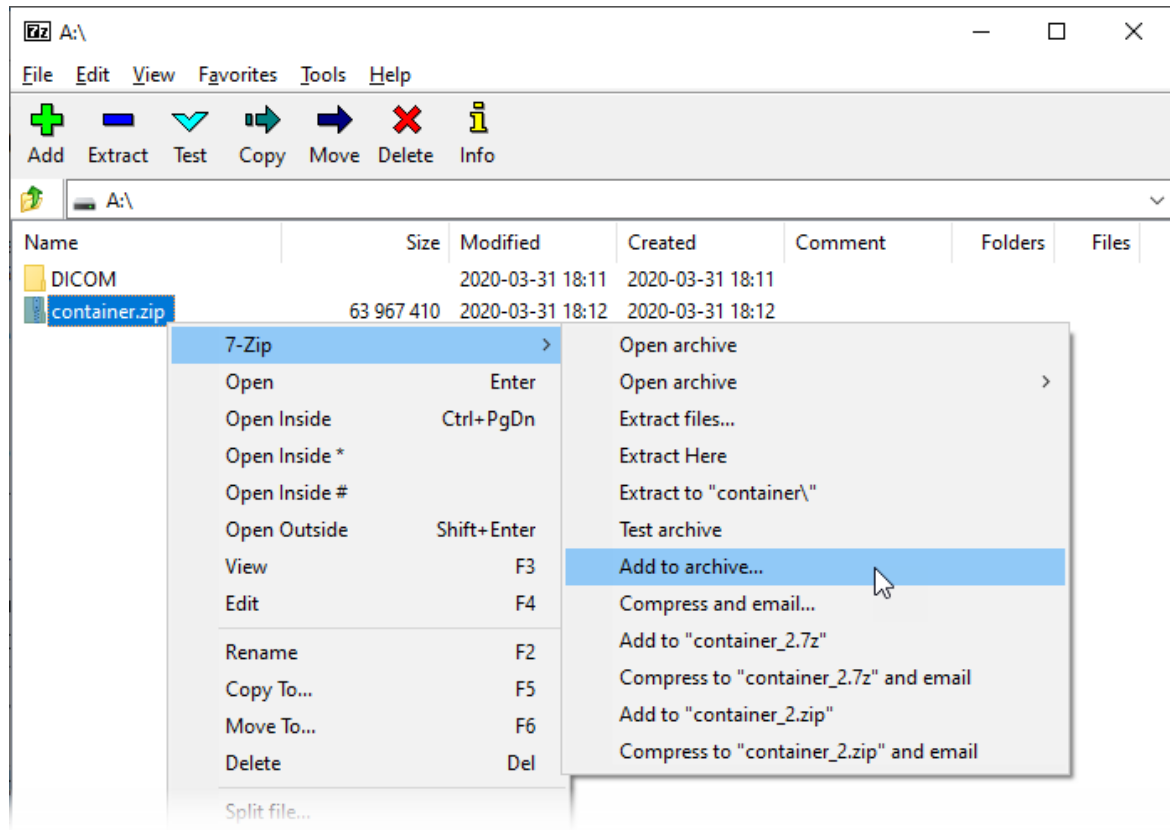 7z A:\
File Edit View Favorites Tools Help
Add Extract Test Copy Move Delete Info
A:\
Name Size Modified Created Comment Folders Files
DICOM 2020-03-31 18:11 2020-03-31 18:11
container.zip 63 967 410 2020-03-31 18:12 2020-03-31 18:12
7-Zip >
Open Enter
Open Inside Ctrl+PgDn
Open Inside *
Open Inside #
Open Outside Shift+Enter
View F3
Edit F4
Rename F2
Copy To... F5
Move To... F6
Delete Del
Split file...
Open archive
Open archive >
Extract files...
Extract Here
Extract to "container\"
Test archive
Add to archive...
Compress and email...
Add to "container_2.7z"
Compress to "container_2.7z" and email
Add to "container_2.zip"
Compress to "container_2.zip" and email